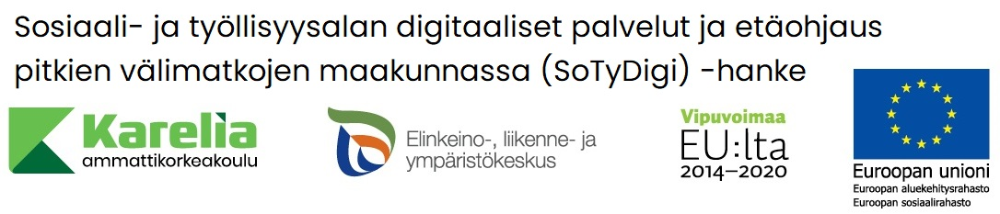 Sosiaali- ja työllisyysalan digitaaliset palvelut ja etäohjaus
pitkien välimatkojen maakunnassa (SoTyDigi) -hanke
Karelia
ammattikorkeakoulu
Elinkeino-, liikenne- ja
ympäristökeskus
Vipuvoimaa
EU:lta
2014–2020
Euroopan unioni
Euroopan aluekehitysrahasto
Euroopan sosiaalirahasto